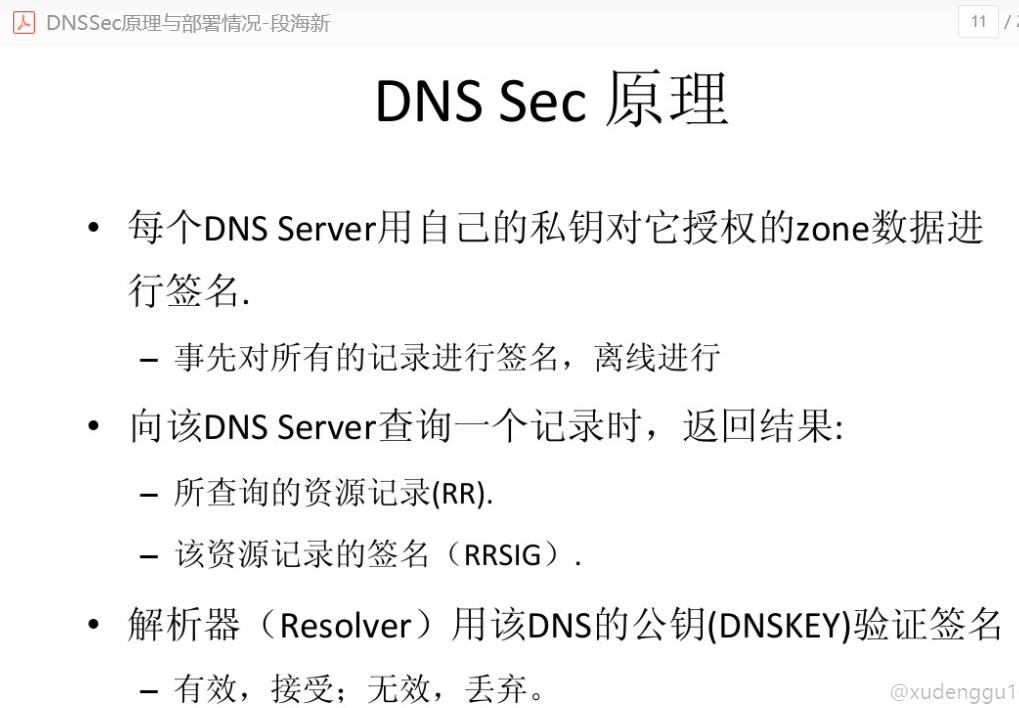 DNSSec原理与部署情况-段海新
11 /
DNS Sec 原理
• 每个DNS Server用自己的私钥对它授权的zone数据进
行签名.
– 事先对所有的记录进行签名，离线进行
• 向该DNS Server查询一个记录时，返回结果:
– 所查询的资源记录(RR).
– 该资源记录的签名（RRSIG）.
• 解析器（Resolver）用该DNS的公钥(DNSKEY)验证签名
– 有效，接受；无效，丢弃。
@xudenggu1